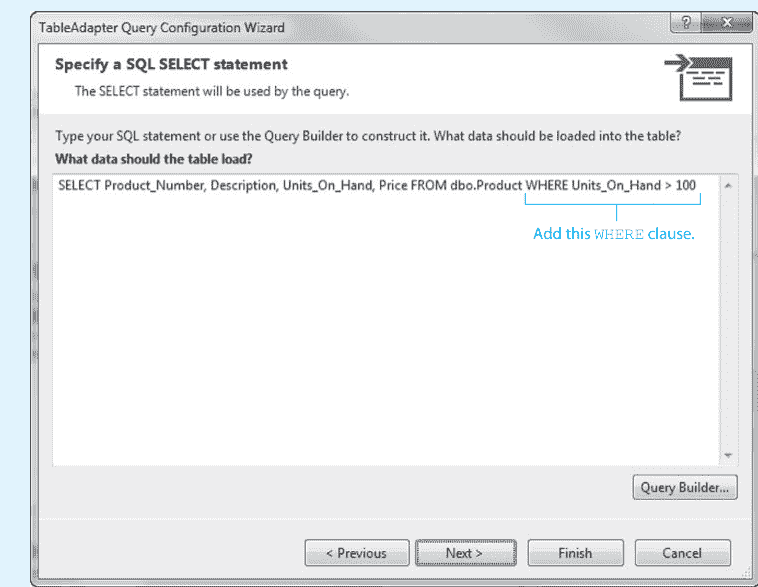 TableAdapter Query Configuration Wizard
?
Specify a SQL SELECT statement
The SELECT statement will be used by the query.
Type your SQL statement or use the Query Builder to construct it. What data should be loaded into the table?
What data should the table load?
SELECT Product_Number, Description, Units_On_Hand, Price FROM dbo.Product WHERE Units_On_Hand > 100
Add this WHERE clause.
Query Builder...
< Previous Next > Finish Cancel